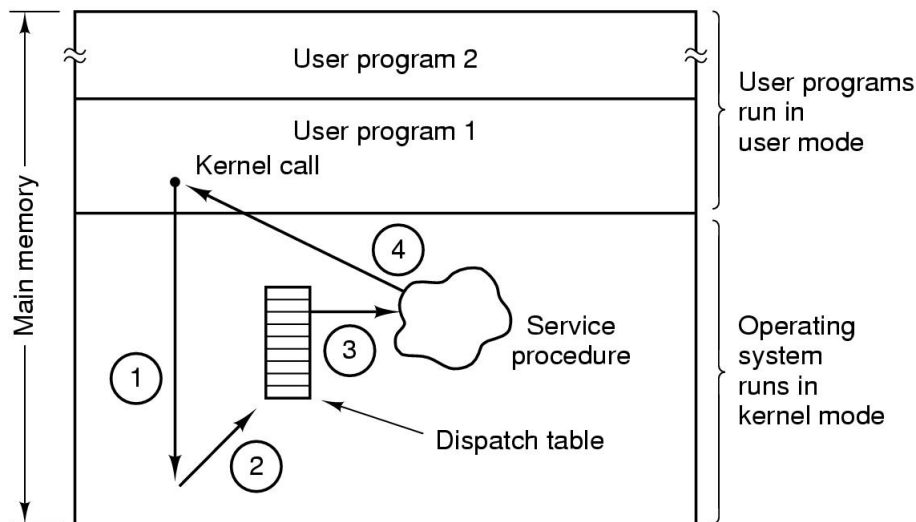 User program 2
User programs
run in
user mode
User program 1
Kernel call
Main memory
4
Service
procedure
3
1
Operating
system
runs in
kernel mode
Dispatch table
2